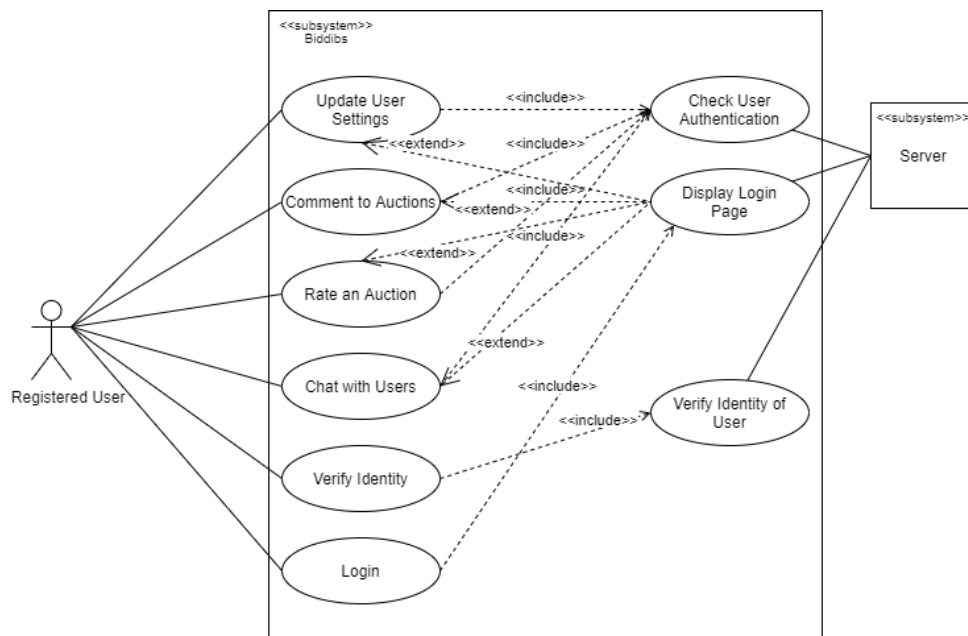 <<subsystem>>
Biddibs
Update User
Settings
<<include>>
Check User
Authentication
<<subsystem>>
Server
<<extend>>
<<include>>
Comment to Auctions
<<include>>
<<extend>>
Display Login
Page
<<include>>
<<extend>>
Rate an Auction
<<extend>>
Chat with Users
<<include>>
Registered User
Verify Identity of
User
<<include>>
Verify Identity
Login